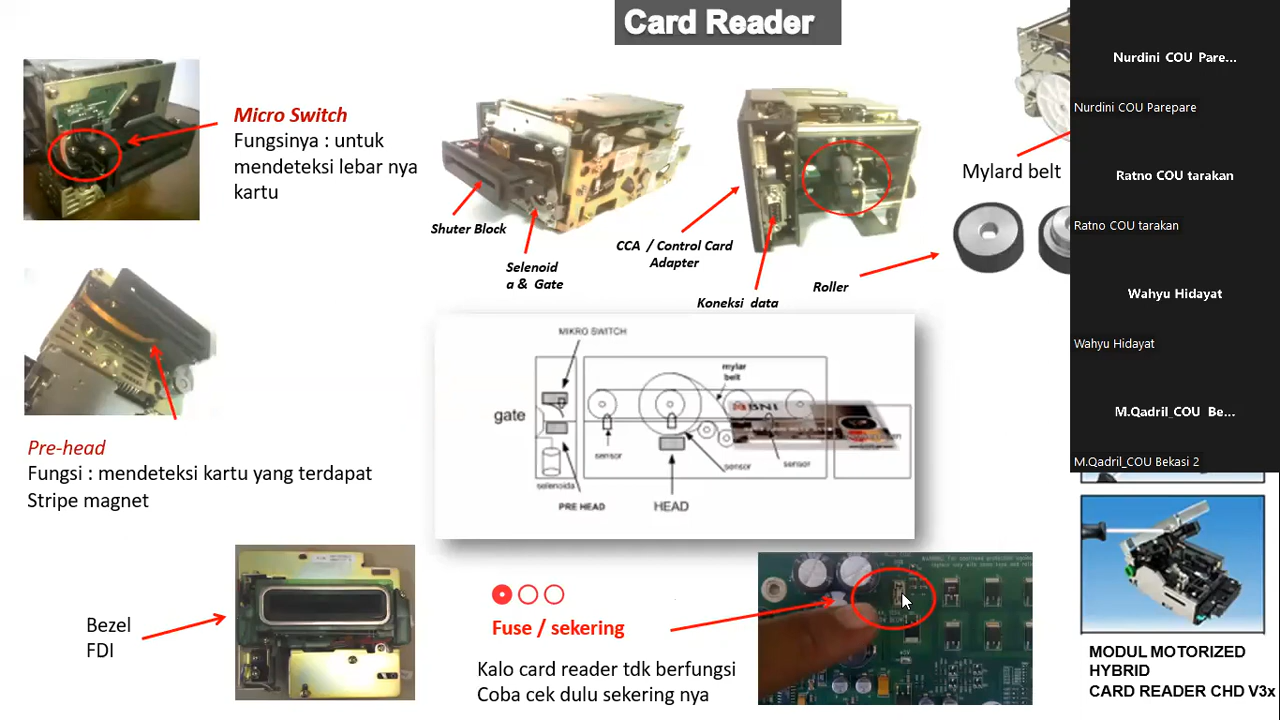 Card Reader
Micro Switch
Fungsinya : untuk
mendeteksi lebar nya
kartu
Shuter Block
Selenoid
a & Gate
CCA / Control Card
Adapter
Koneksi data
Mylard belt
Roller
Pre-head
Fungsi : mendeteksi kartu yang terdapat
Stripe magnet
MIKRO SWITCH
mylar
belt
gate
BNI
sensor
sensor
sensor
selenoida
PRE HEAD
HEAD
Bezel
FDI
Fuse / sekering
Kalo card reader tdk berfungsi
Coba cek dulu sekering nya
Nurdini COU Pare...
Nurdini COU Parepare
Ratno COU tarakan
Ratno COU tarakan
Wahyu Hidayat
Wahyu Hidayat
M.Qadril_COU Be...
M.Qadril_COU Bekasi 2
MODUL MOTORIZED
HYBRID
CARD READER CHD V3x